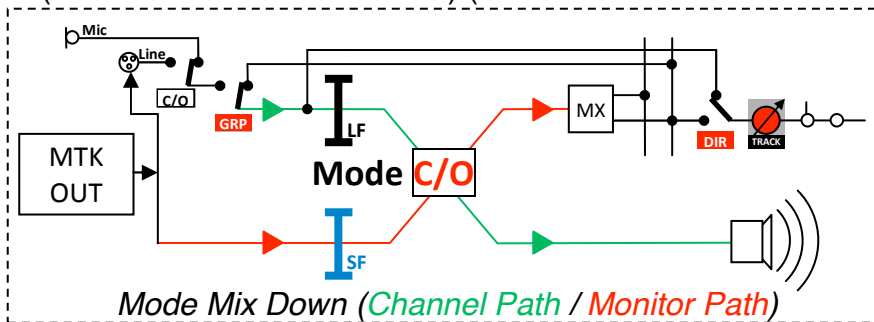 Mic
Line
C/O
GRP
LF
MX
DIR
TRACK
MTK
OUT
Mode C/O
SF
Mode Mix Down (Channel Path / Monitor Path)